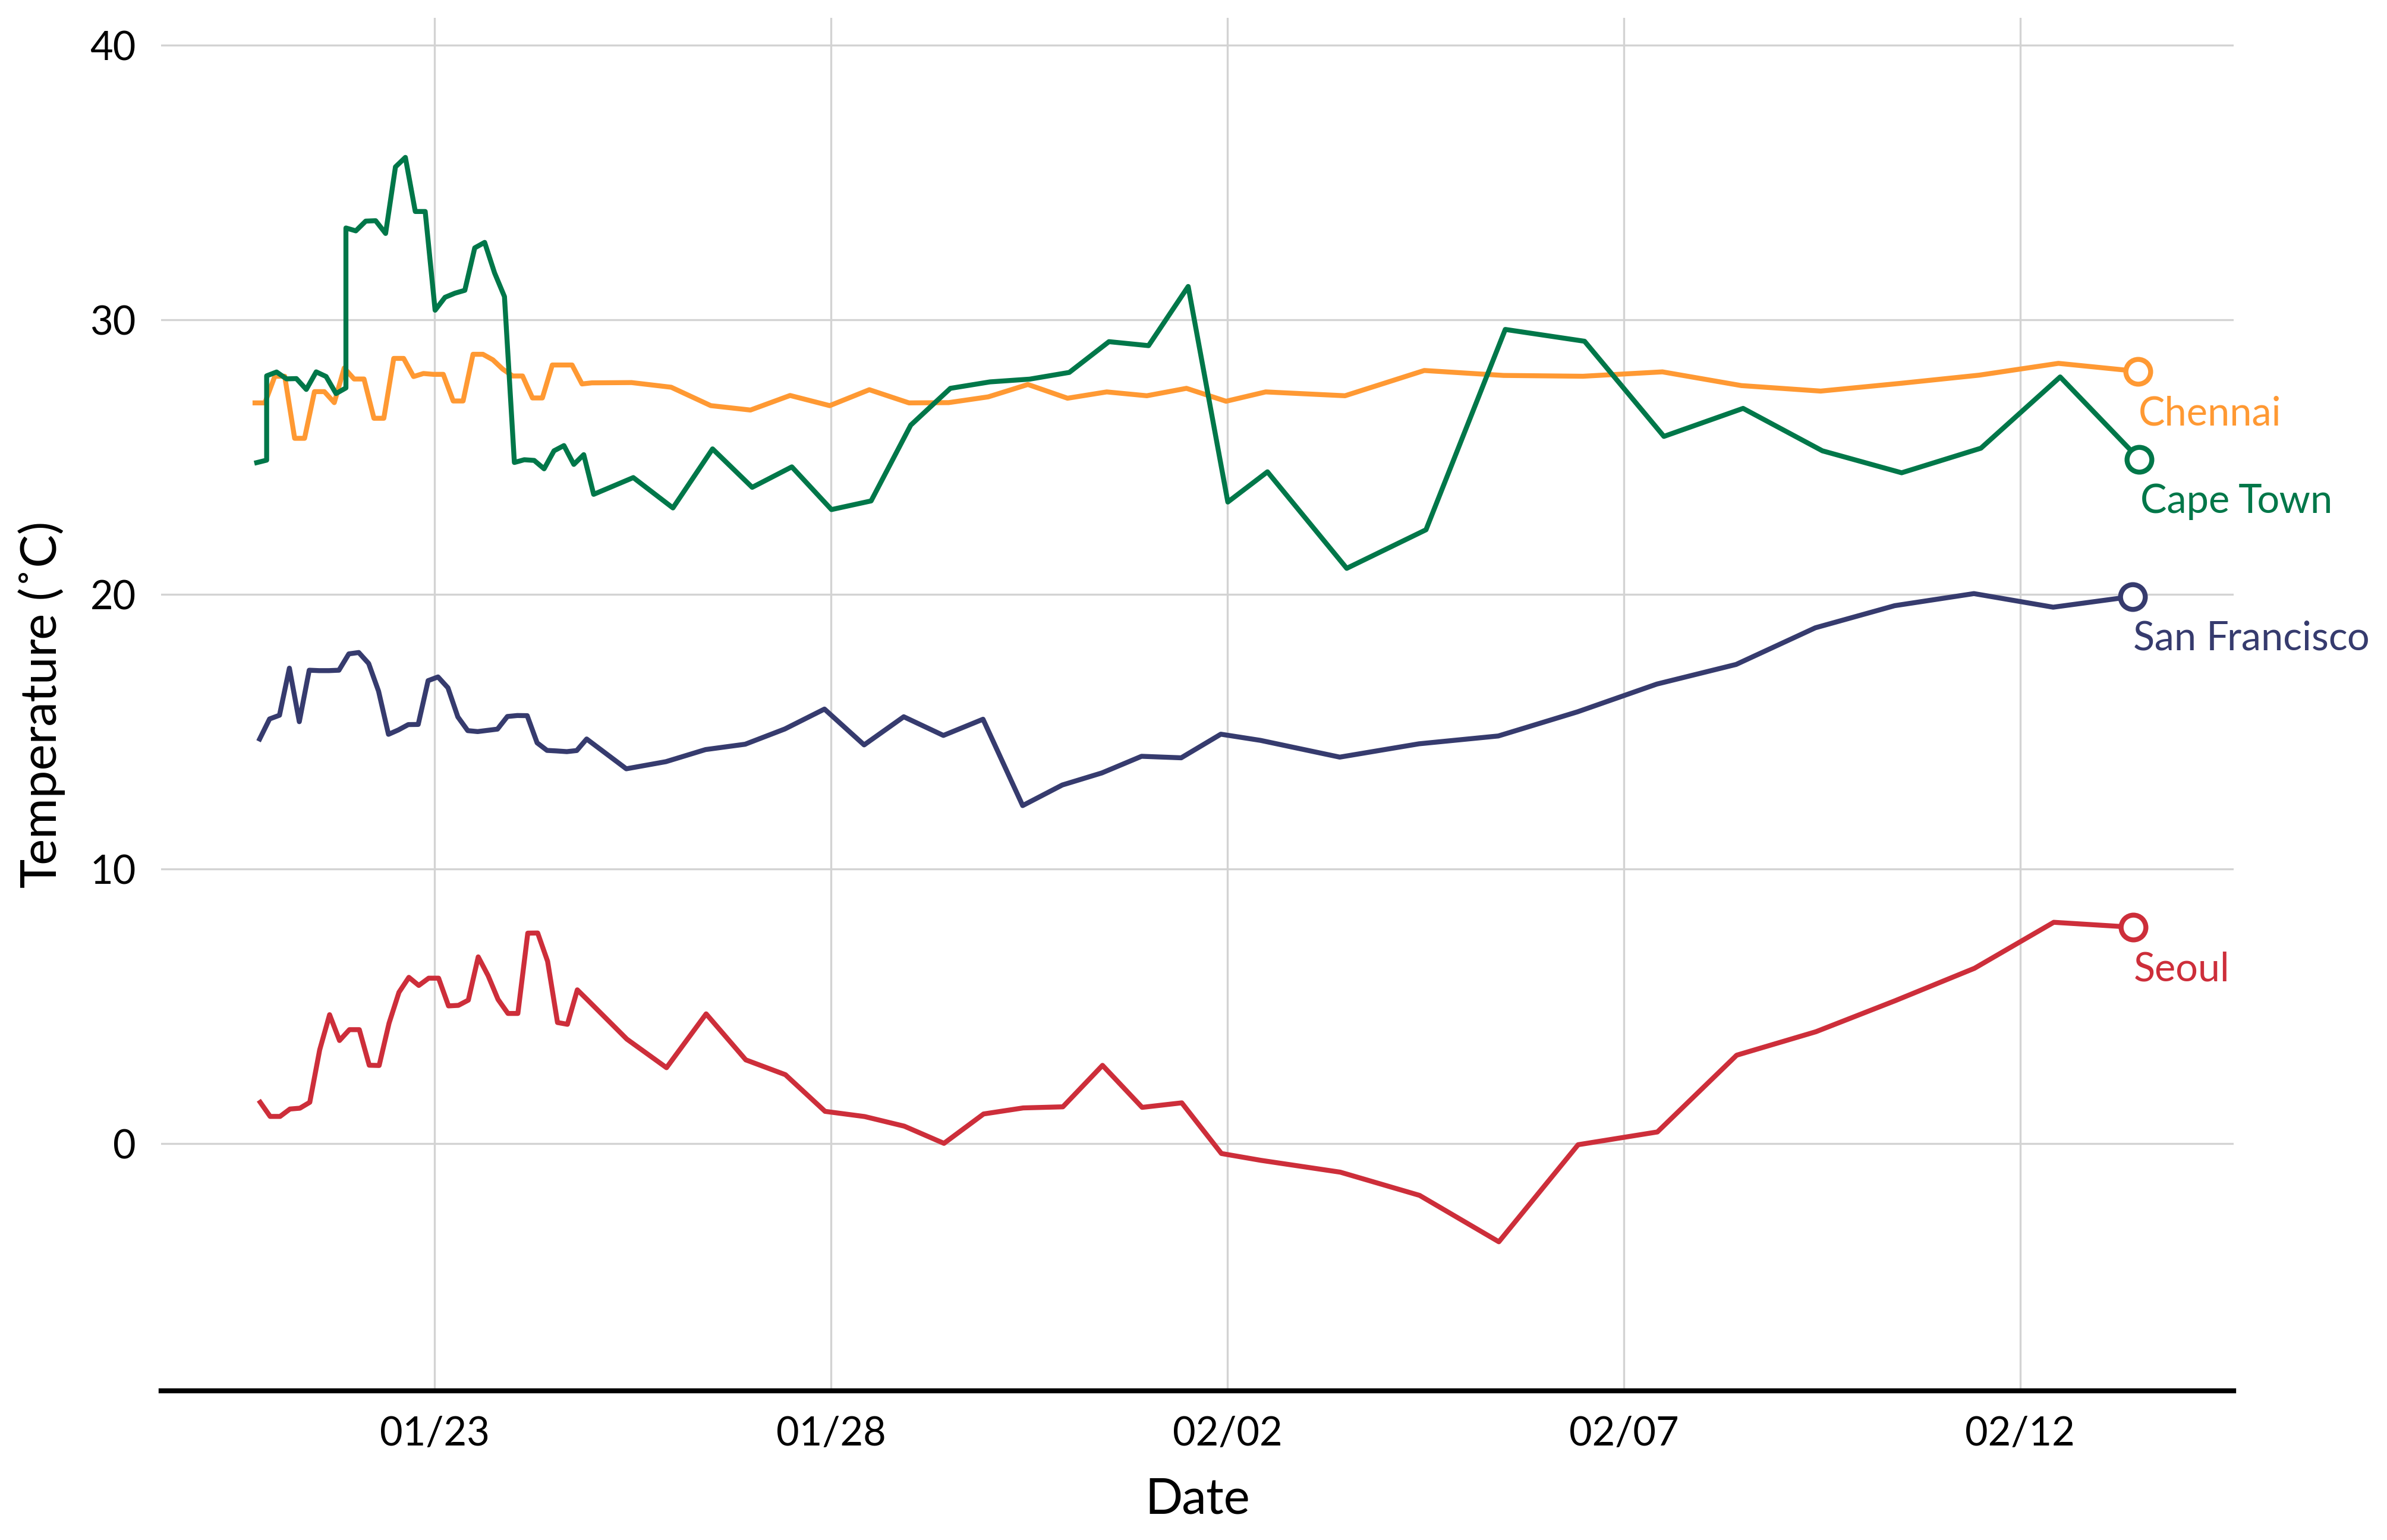 40
30
20
10
0
Temperature (°C)
Chennai
Cape Town
San Francisco
Seoul
01/23
01/28
02/02
02/07
02/12
Date